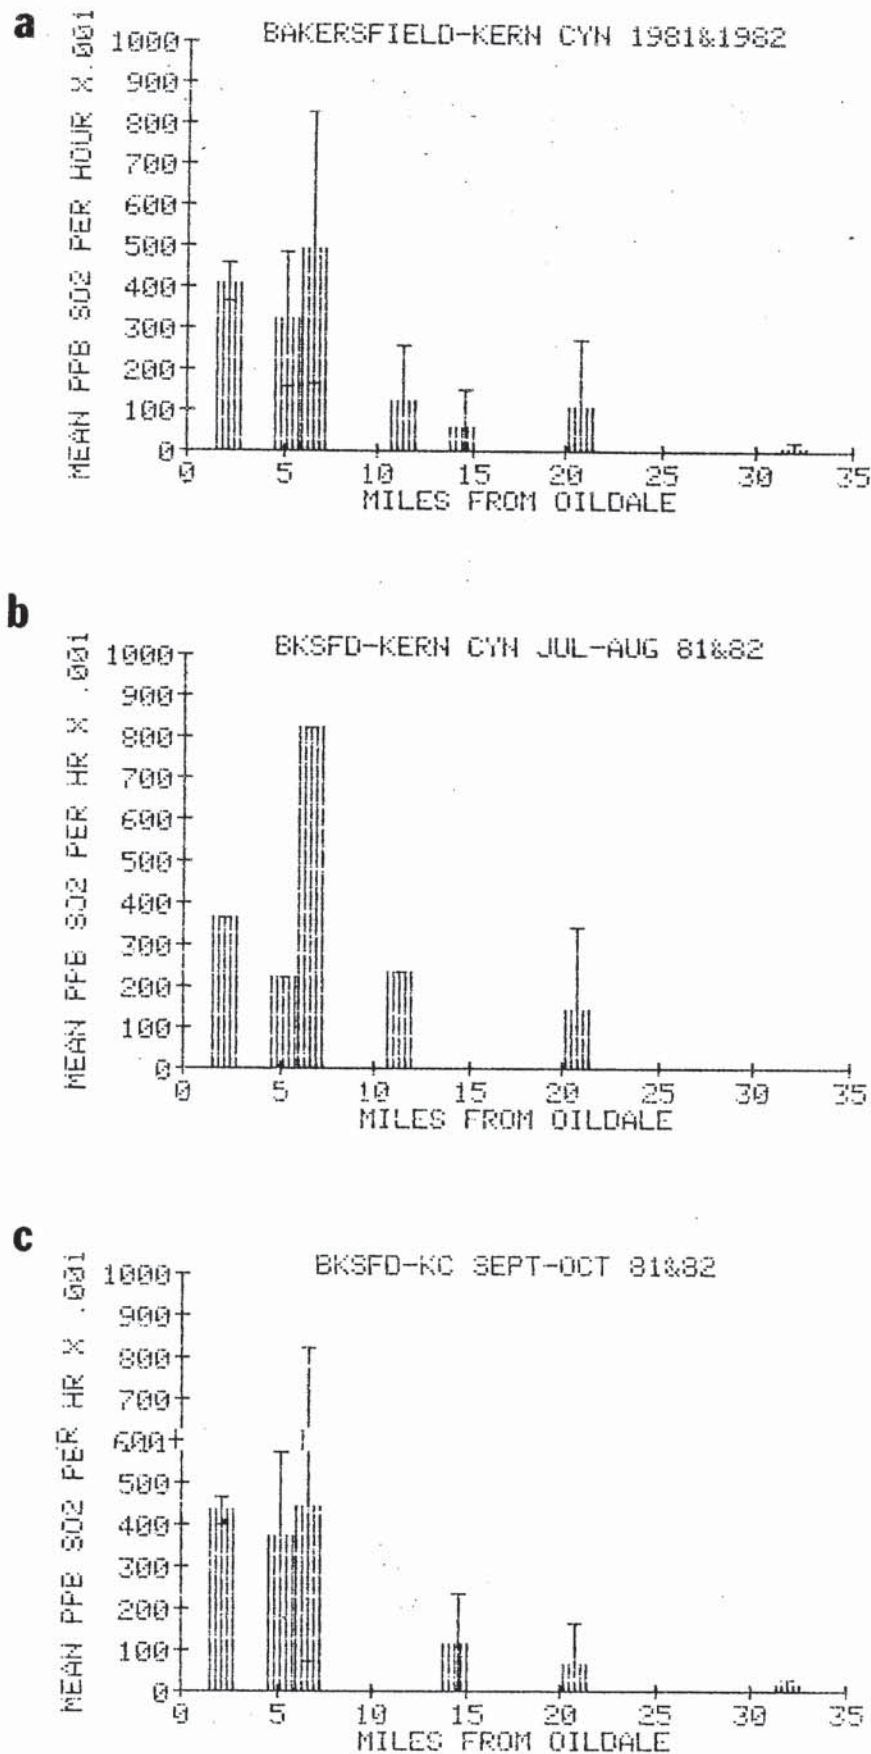 a
BAKERSFIELD-KERN CYN 1981&1982
MEAN PPB SO2 PER HOUR X.001
1000
900
800
700
600
500
400
300
200
100
0
0 5 10 15 20 25 30 35
MILES FROM OILDALE
b
BKSFD-KERN CYN JUL-AUG 81&82
MEAN PPB SO2 PER HR X .001
1000
900
800
700
600
500
400
300
200
100
0
0 5 10 15 20 25 30 35
MILES FROM OILDALE
c
BKSFD-KC SEPT-OCT 81&82
MEAN PPB SO2 PER HR X .001
1000
900
800
700
600
500
400
300
200
100
0
0 5 10 15 20 25 30 35
MILES FROM OILDALE